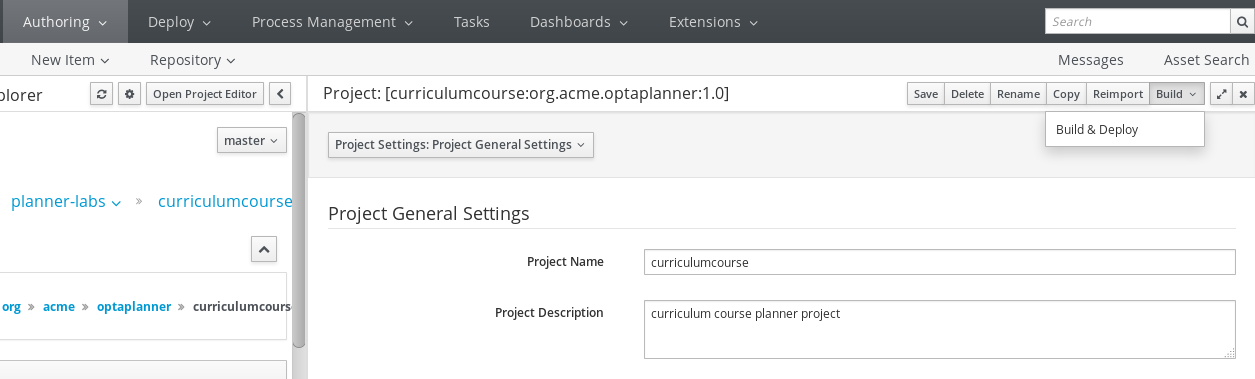 Authoring Deploy Process Management Tasks Dashboards Extensions Search
New Item Repository Messages Asset Search
plorer Open Project Editor Project: [curriculumcourse:org.acme.optaplanner:1.0] Save Delete Rename Copy Reimport Build
Build & Deploy
master Project Settings: Project General Settings
planner-labs » curriculumcourse
Project General Settings
Project Name curriculumcourse
org » acme » optaplanner » curriculumcours
Project Description curriculum course planner project